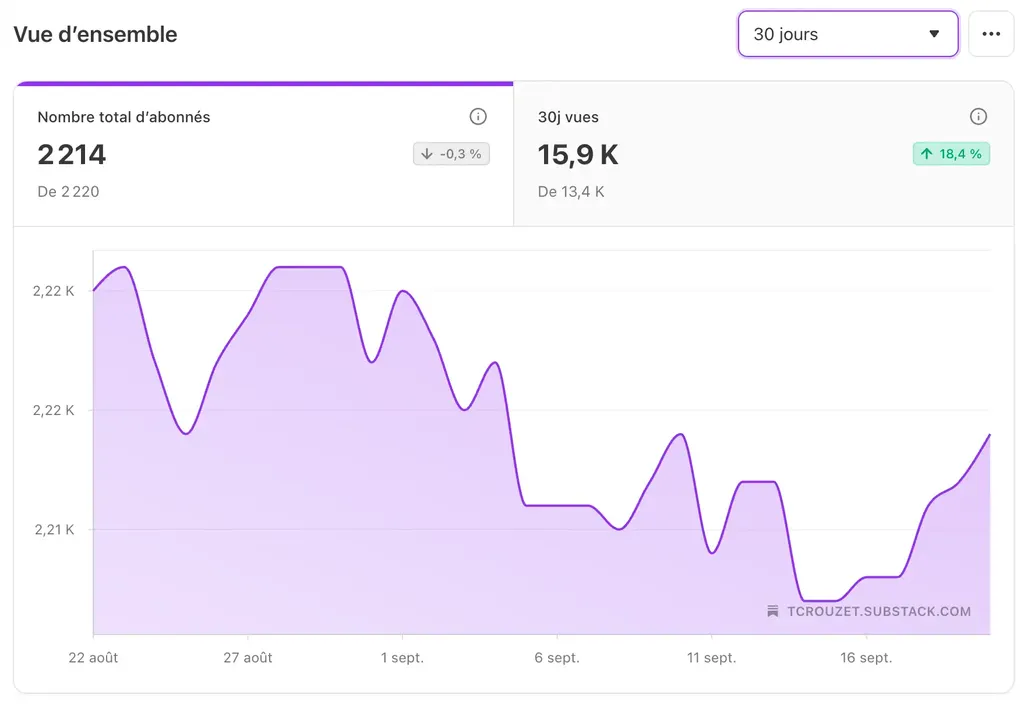 Vue d’ensemble
30 jours
Nombre total d’abonnés
2 214
-0,3 %
De 2 220
30j vues
15,9 K
18,4 %
De 13,4 K
2,22 K
2,22 K
2,21 K
TCROUZET.SUBSTACK.COM
22 août
27 août
1 sept.
6 sept.
11 sept.
16 sept.